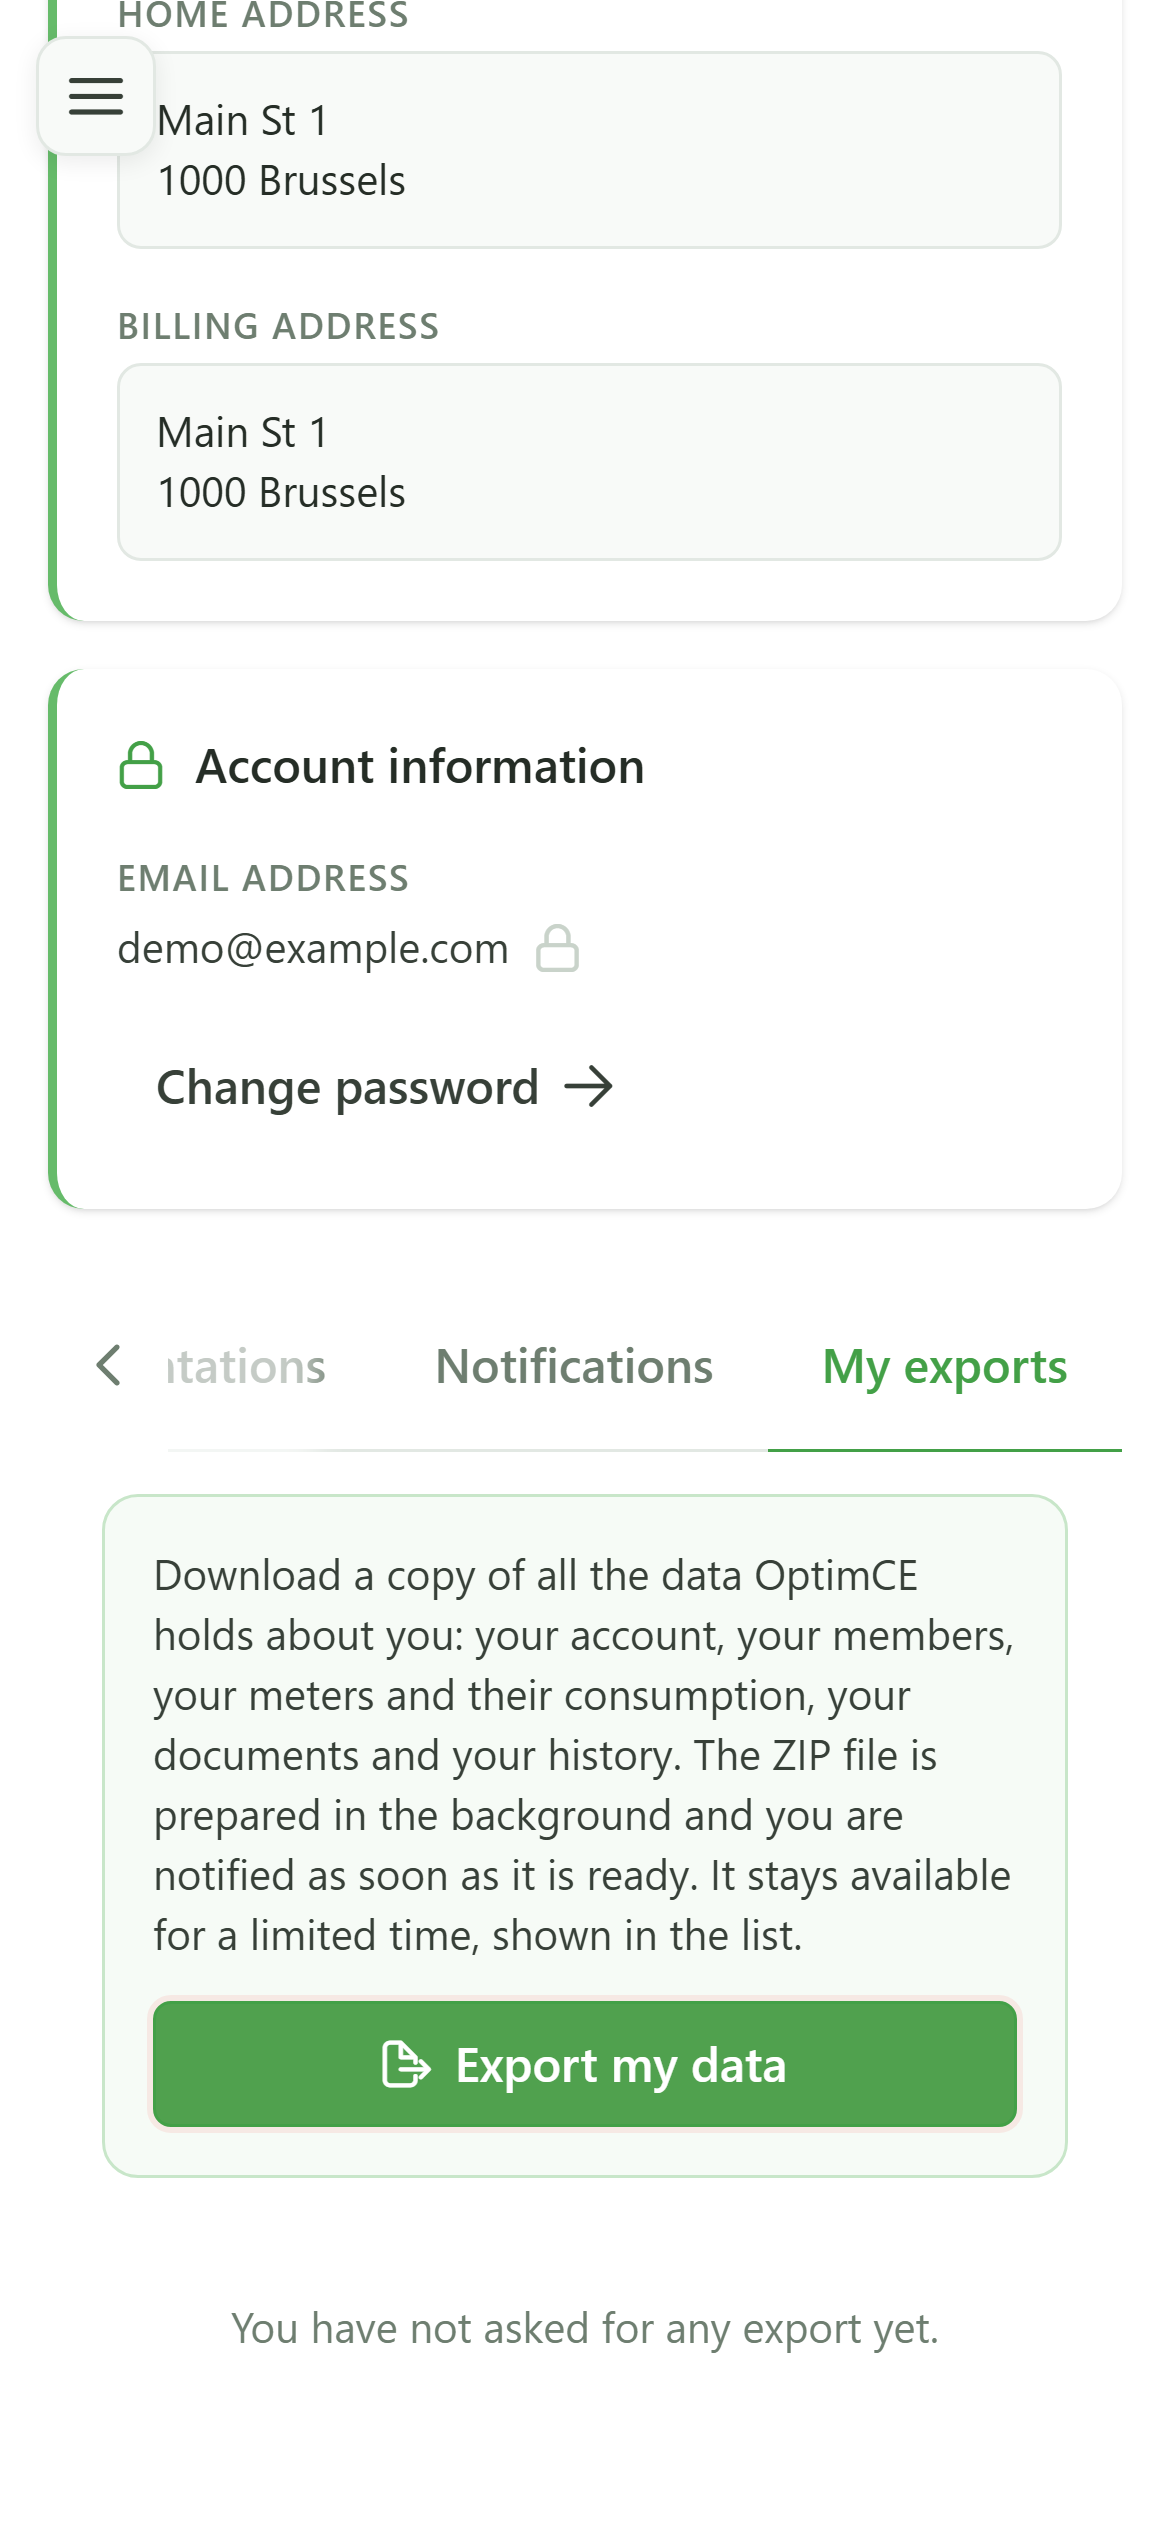 HOME ADDRESS
Main St 1
1000 Brussels
BILLING ADDRESS
Main St 1
1000 Brussels
Account information
EMAIL ADDRESS
demo@example.com
Change password
Notifications
My exports
Download a copy of all the data OptimCE
holds about you: your account, your members,
your meters and their consumption, your
documents and your history. The ZIP file is
prepared in the background and you are
notified as soon as it is ready. It stays available
for a limited time, shown in the list.
Export my data
You have not asked for any export yet.